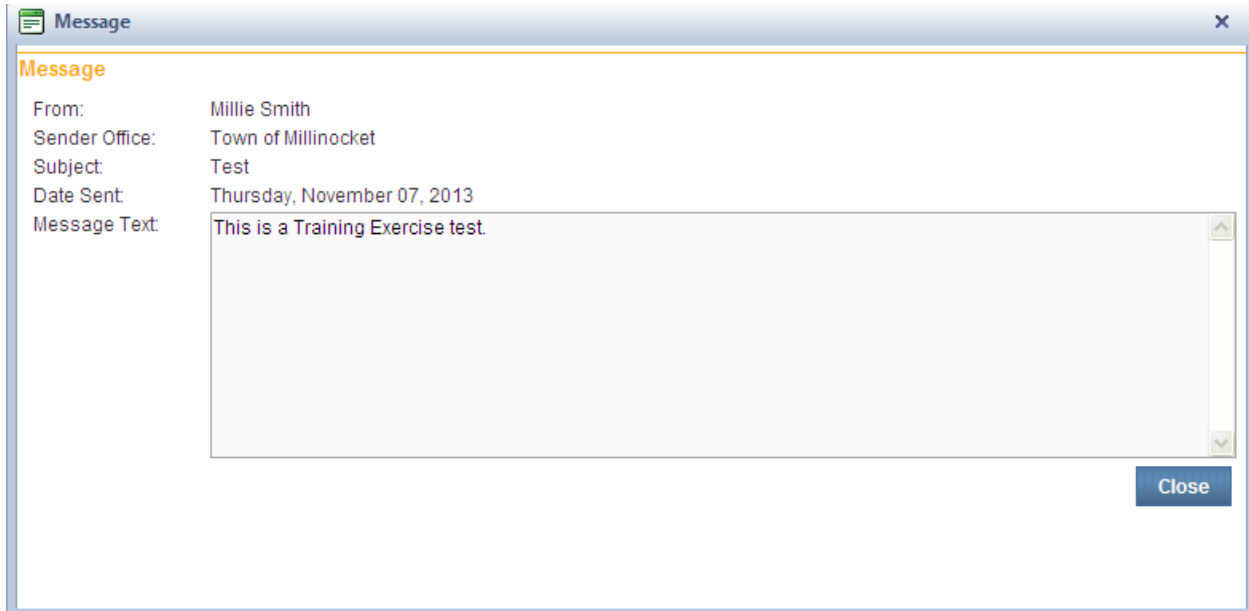 Message
Message
From: Millie Smith
Sender Office: Town of Millinocket
Subject: Test
Date Sent: Thursday, November 07, 2013
Message Text: This is a Training Exercise test.
Close